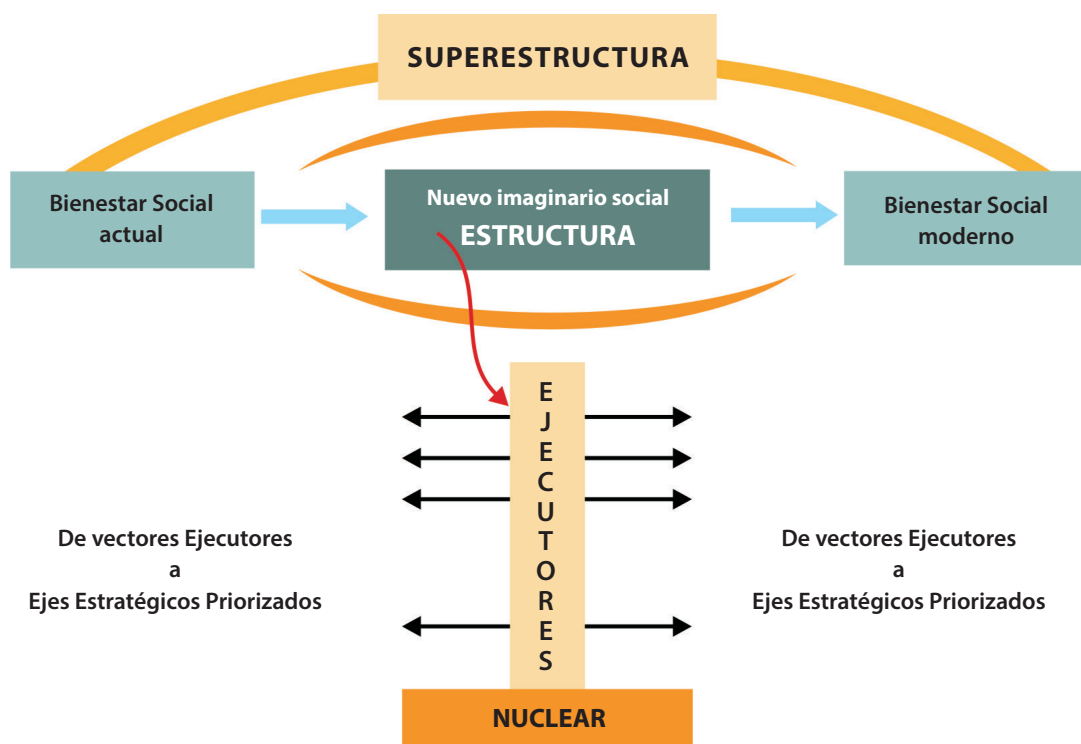 SUPERESTRUCTURA
Bienestar Social
actual
Nuevo imaginario social
ESTRUCTURA
Bienestar Social
moderno
EJECUTORES
De vectores Ejecutores
a
Ejes Estratégicos Priorizados
De vectores Ejecutores
a
Ejes Estratégicos Priorizados
NUCLEAR